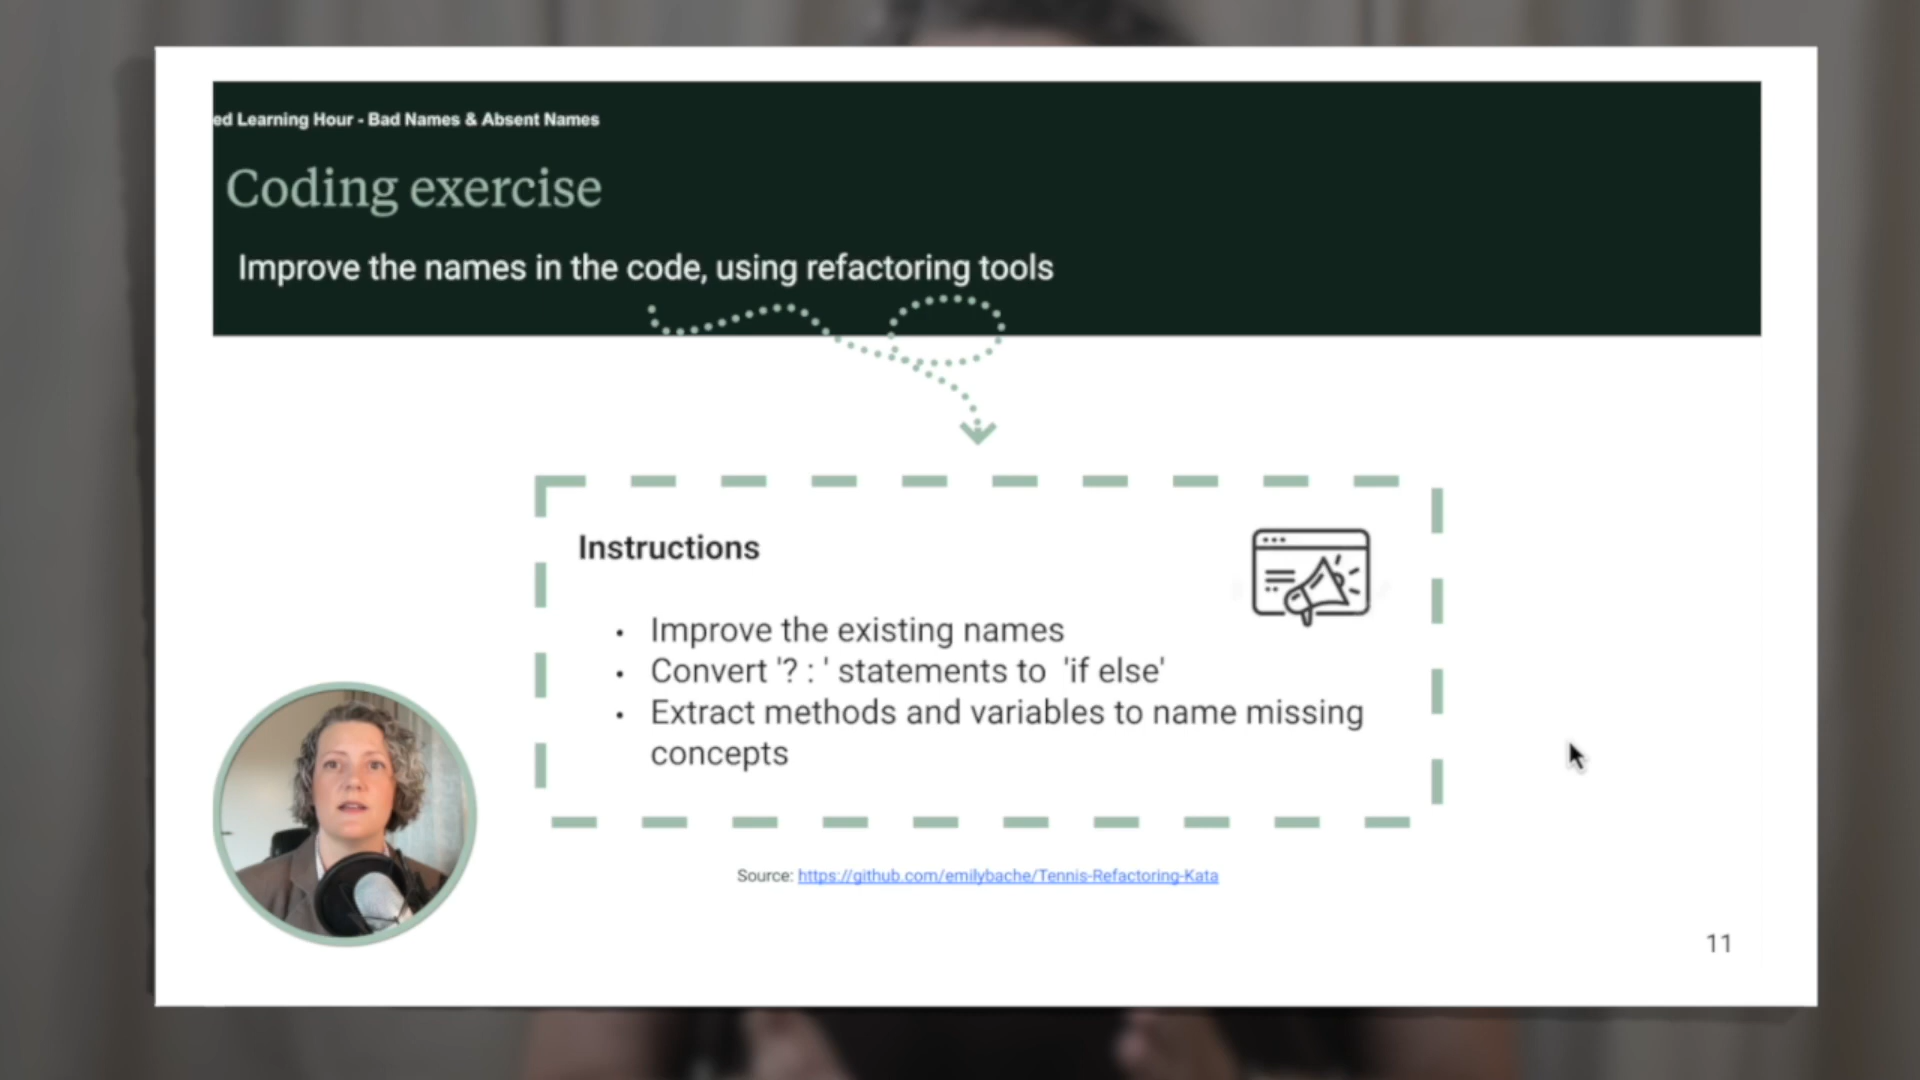 ed Learning Hour - Bad Names & Absent Names
Coding exercise
Improve the names in the code, using refactoring tools
Instructions
• Improve the existing names
• Convert '? : ' statements to 'if else'
• Extract methods and variables to name missing
concepts
Source: https://github.com/emilybache/Tennis-Refactoring-Kata
11